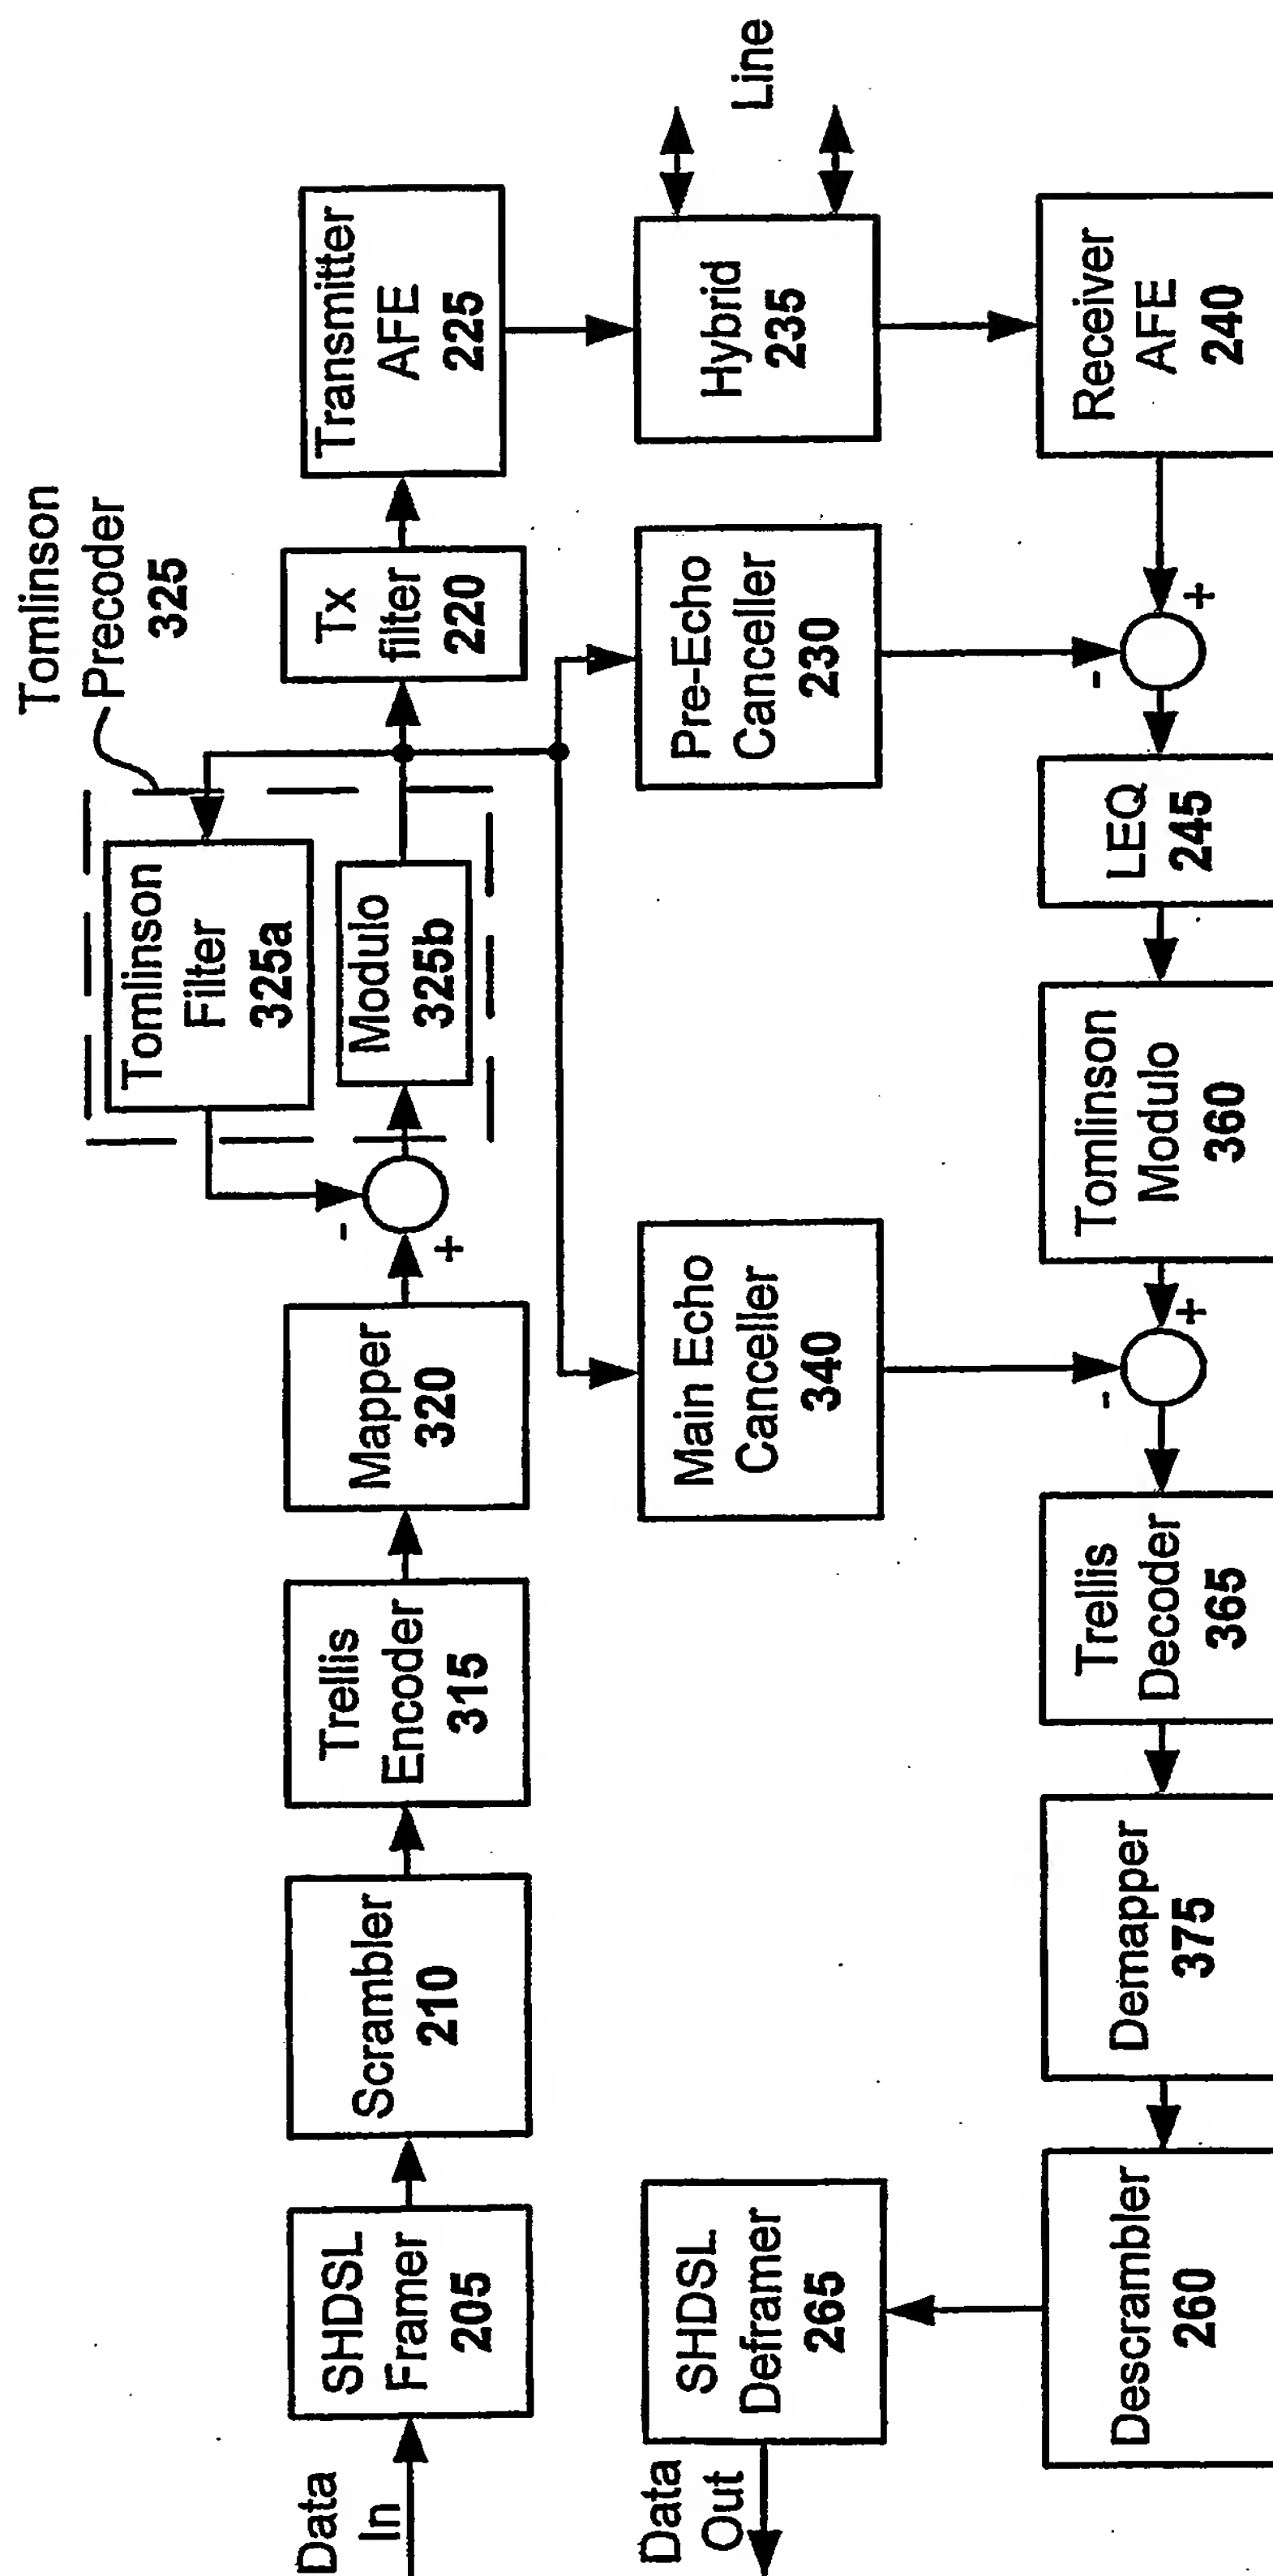 Data
In
SHDSL
Framer
205
Scrambler
210
Trellis
Encoder
315
Mapper
320
-
+
Tomlinson
Precoder
325
Tomlinson
Filter
325a
Modulo
325b
Tx
filter
220
Transmitter
AFE
225
Data
Out
SHDSL
Deframer
265
Main Echo
Canceller
340
Pre-Echo
Canceller
230
Hybrid
235
Line
Descrambler
260
Demapper
375
Trellis
Decoder
365
-
+
Tomlinson
Modulo
360
LEQ
245
-
+
Receiver
AFE
240